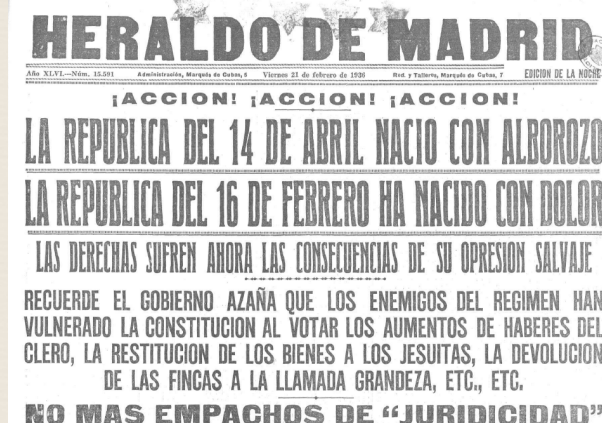 HERALDO DE MADRID
Año XLVI.—Núm. 15.591 Administración, Marqués de Cubas, 8 Viernes 21 de febrero de 1936 Red. y Talleres, Marqués de Cubas, 7 EDICION DE LA NOCHE
¡ACCION! ¡ACCION! ¡ACCION!
LA REPUBLICA DEL 14 DE ABRIL NACIO CON ALBOROZO
LA REPUBLICA DEL 16 DE FEBRERO HA NACIDO CON DOLOR
LAS DERECHAS SUFREN AHORA LAS CONSECUENCIAS DE SU OPRESION SALVAJE
RECUERDE EL GOBIERNO AZAÑA QUE LOS ENEMIGOS DEL REGIMEN HAN
VULNERADO LA CONSTITUCION AL VOTAR LOS AUMENTOS DE HABERES DEL
CLERO, LA RESTITUCION DE LOS BIENES A LOS JESUITAS, LA DEVOLUCION
DE LAS FINCAS A LA LLAMADA GRANDEZA, ETC., ETC.
NO MAS EMPACHOS DE "JURIDICIDAD"